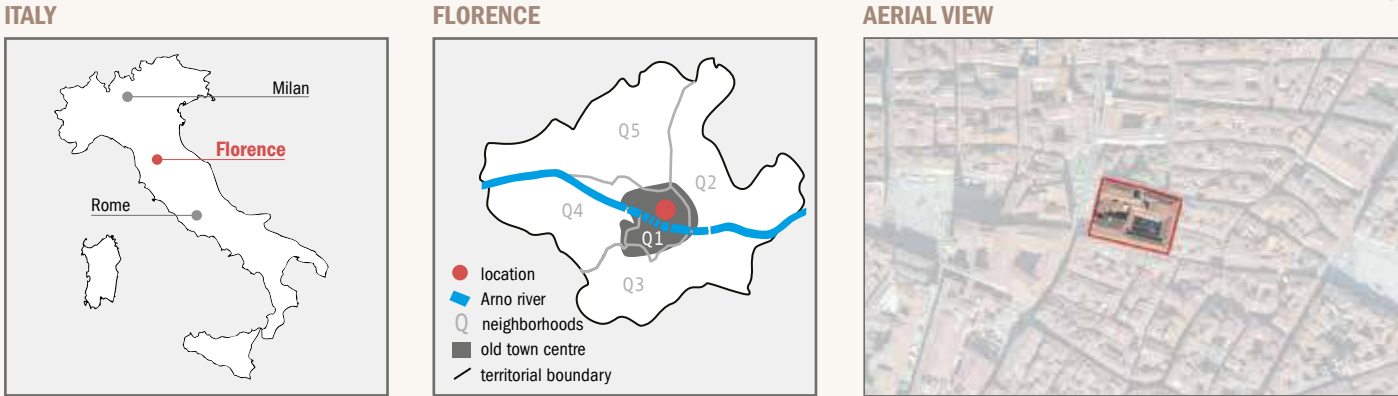 ITALY
Milan
Florence
Rome
FLORENCE
Q5
Q2
Q4
Q1
Q3
location
Arno river
Q neighborhoods
old town centre
territorial boundary
AERIAL VIEW